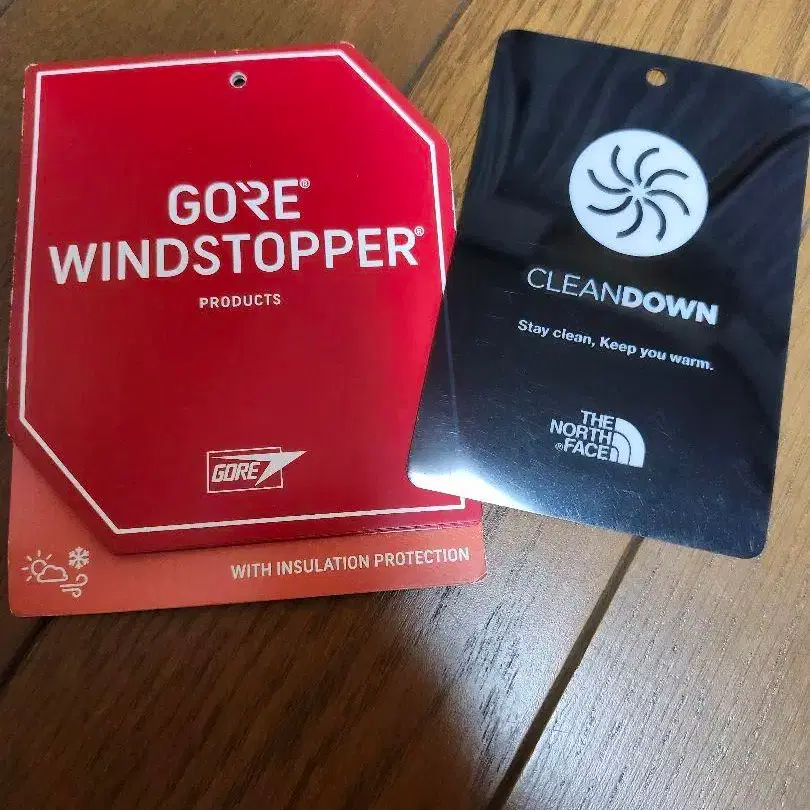 GORE®
WINDSTOPPER®
PRODUCTS
GORE
WITH INSULATION PROTECTION
CLEANDOWN
Stay clean, Keep you warm.
THE
NORTH
®FACE